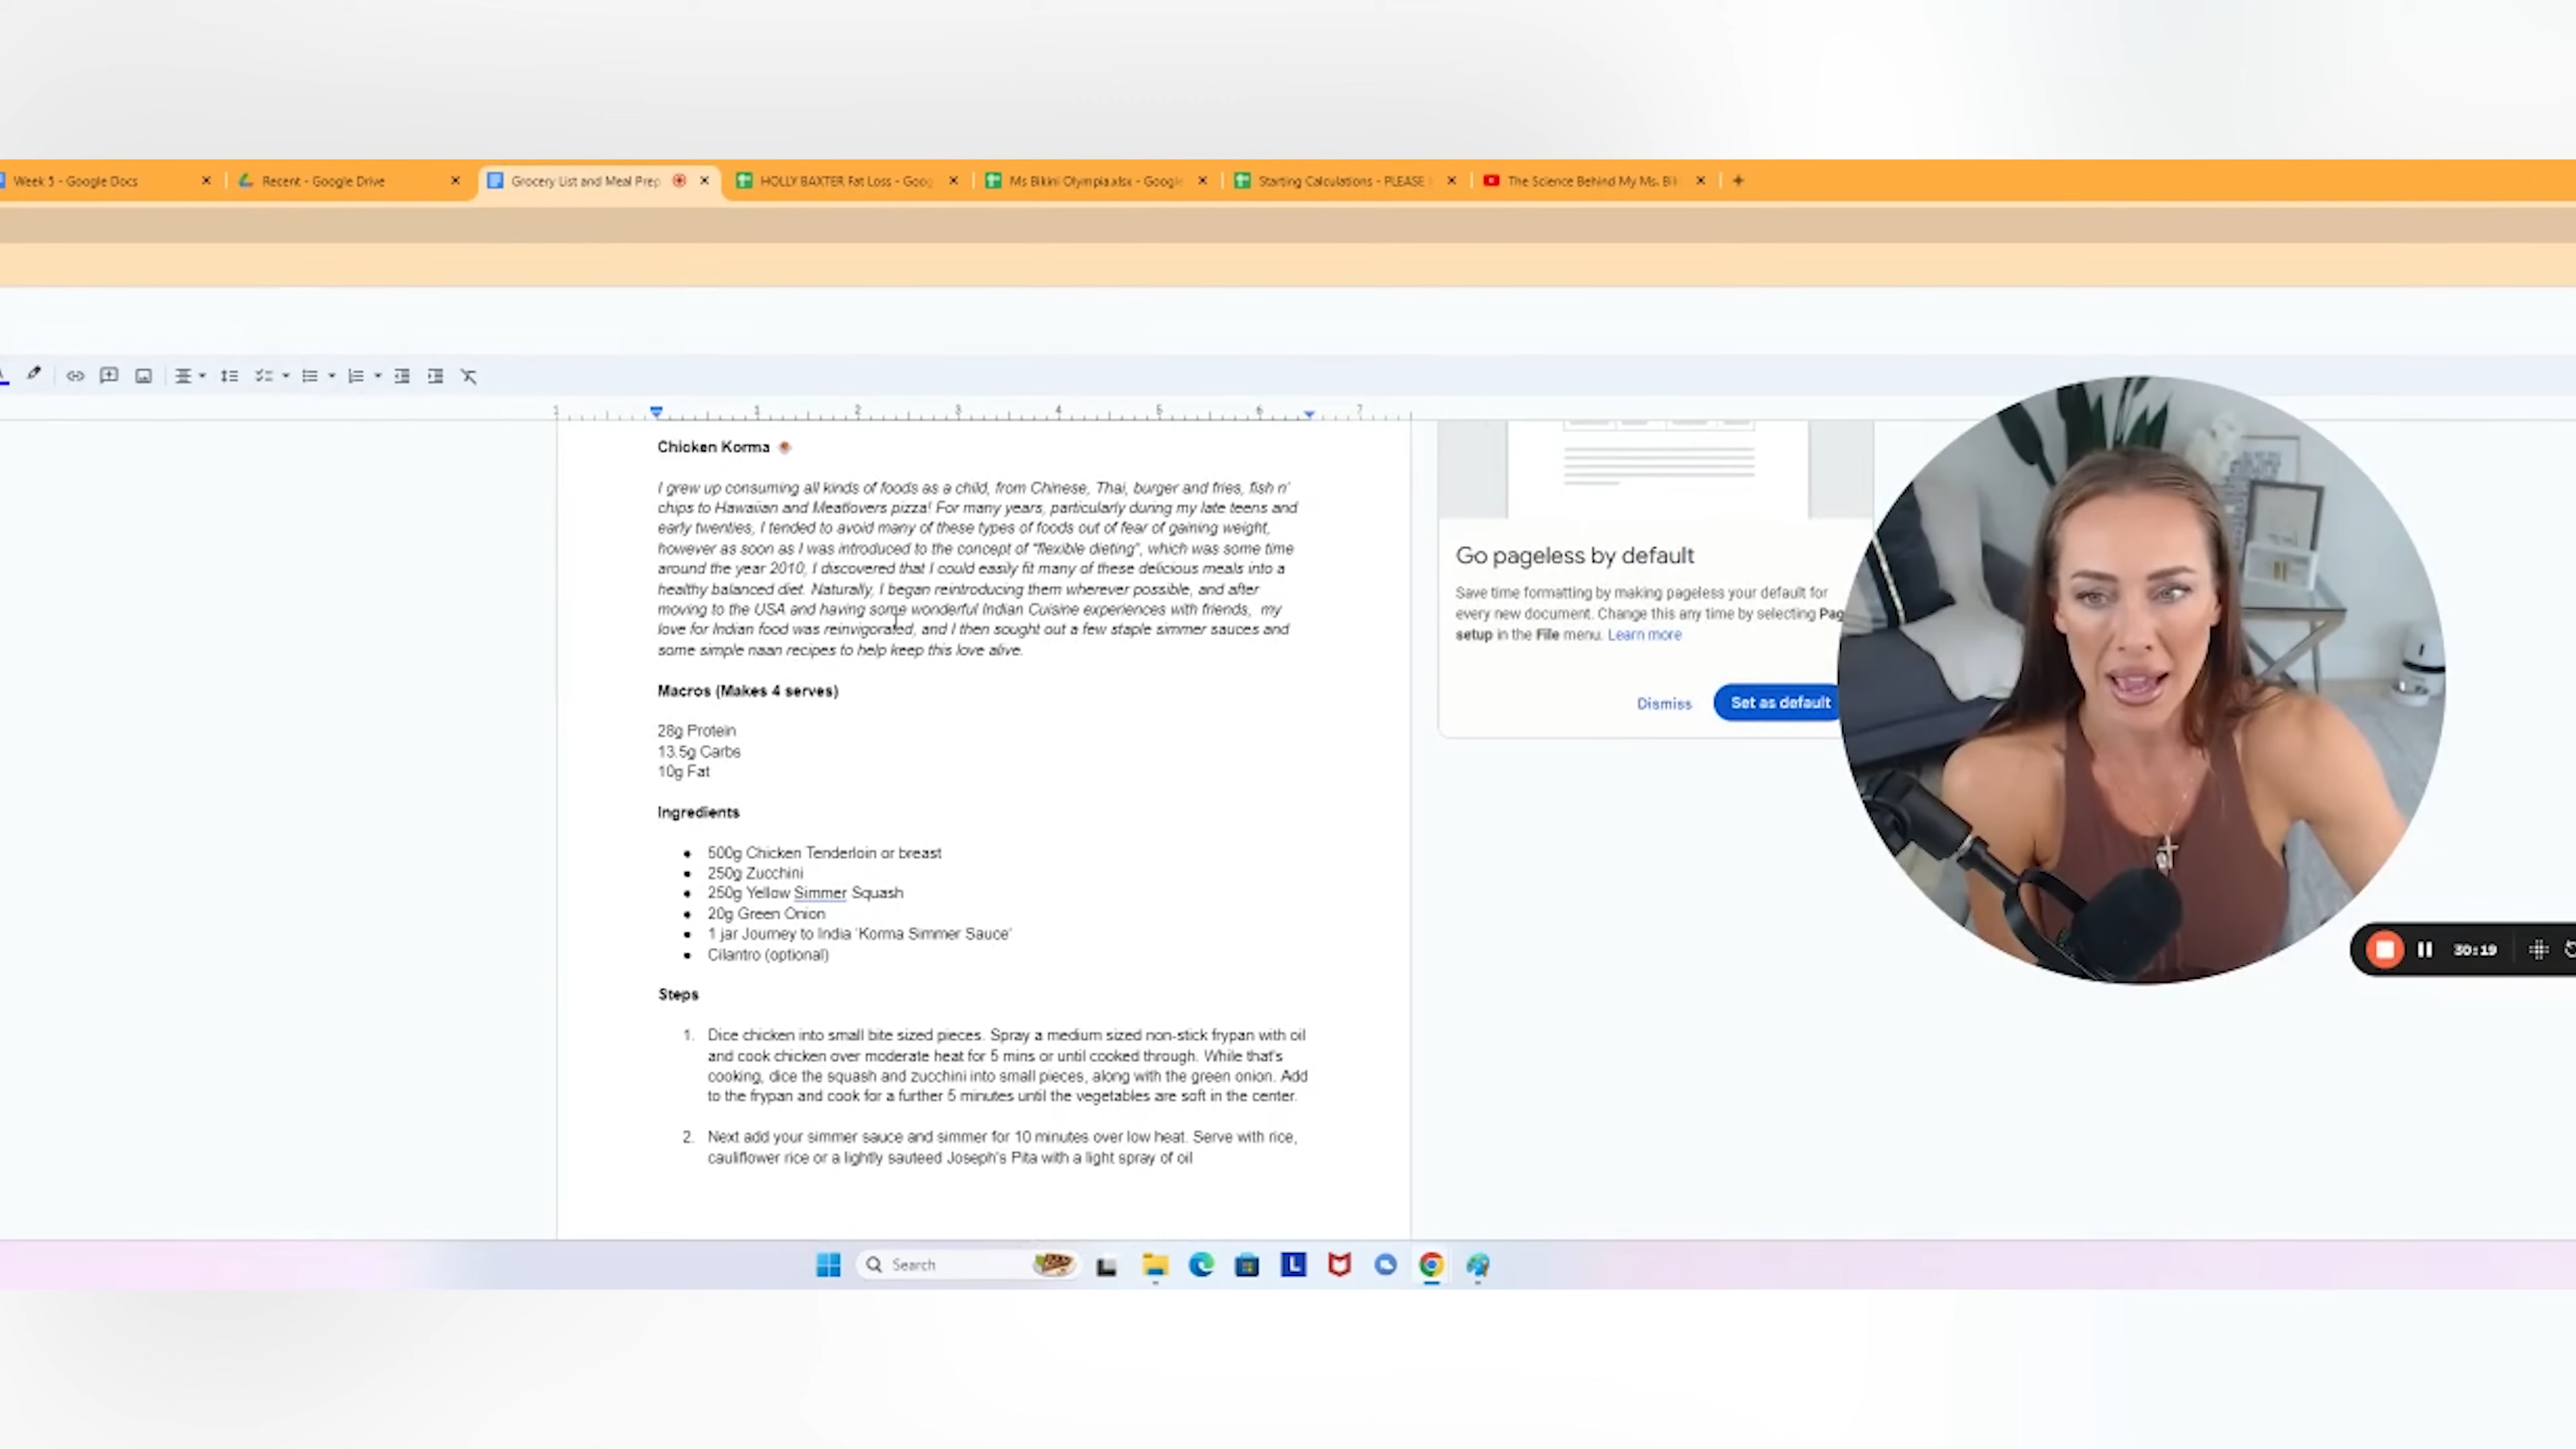 Week 5 - Google Docs
Recent - Google Drive
Grocery List and Meal Prep
HOLLY BAXTER Fat Loss - Goog
Ms Bikini Olympia.xlsx - Google
Starting Calculations - PLEASE
The Science Behind My Ms. Biki
1 1 2 3 4 5 6 7
Chicken Korma
I grew up consuming all kinds of foods as a child, from Chinese, Thai, burger and fries, fish n'
chips to Hawaiian and Meatlovers pizza! For many years, particularly during my late teens and
early twenties, I tended to avoid many of these types of foods out of fear of gaining weight,
however as soon as I was introduced to the concept of "flexible dieting", which was some time
around the year 2010, I discovered that I could easily fit many of these delicious meals into a
healthy balanced diet. Naturally, I began reintroducing them wherever possible, and after
moving to the USA and having some wonderful Indian Cuisine experiences with friends, my
love for Indian food was reinvigorated, and I then sought out a few staple simmer sauces and
some simple naan recipes to help keep this love alive.
Macros (Makes 4 serves)
28g Protein
13.5g Carbs
10g Fat
Ingredients
● 500g Chicken Tenderloin or breast
● 250g Zucchini
● 250g Yellow Simmer Squash
● 20g Green Onion
● 1 jar Journey to India 'Korma Simmer Sauce'
● Cilantro (optional)
Steps
1. Dice chicken into small bite sized pieces. Spray a medium sized non-stick frypan with oil
and cook chicken over moderate heat for 5 mins or until cooked through. While that's
cooking, dice the squash and zucchini into small pieces, along with the green onion. Add
to the frypan and cook for a further 5 minutes until the vegetables are soft in the center.
2. Next add your simmer sauce and simmer for 10 minutes over low heat. Serve with rice,
cauliflower rice or a lightly sauteed Joseph's Pita with a light spray of oil
Go pageless by default
Save time formatting by making pageless your default for
every new document. Change this any time by selecting Pag
setup in the File menu. Learn more
Dismiss
Set as default
30:19
Search
L